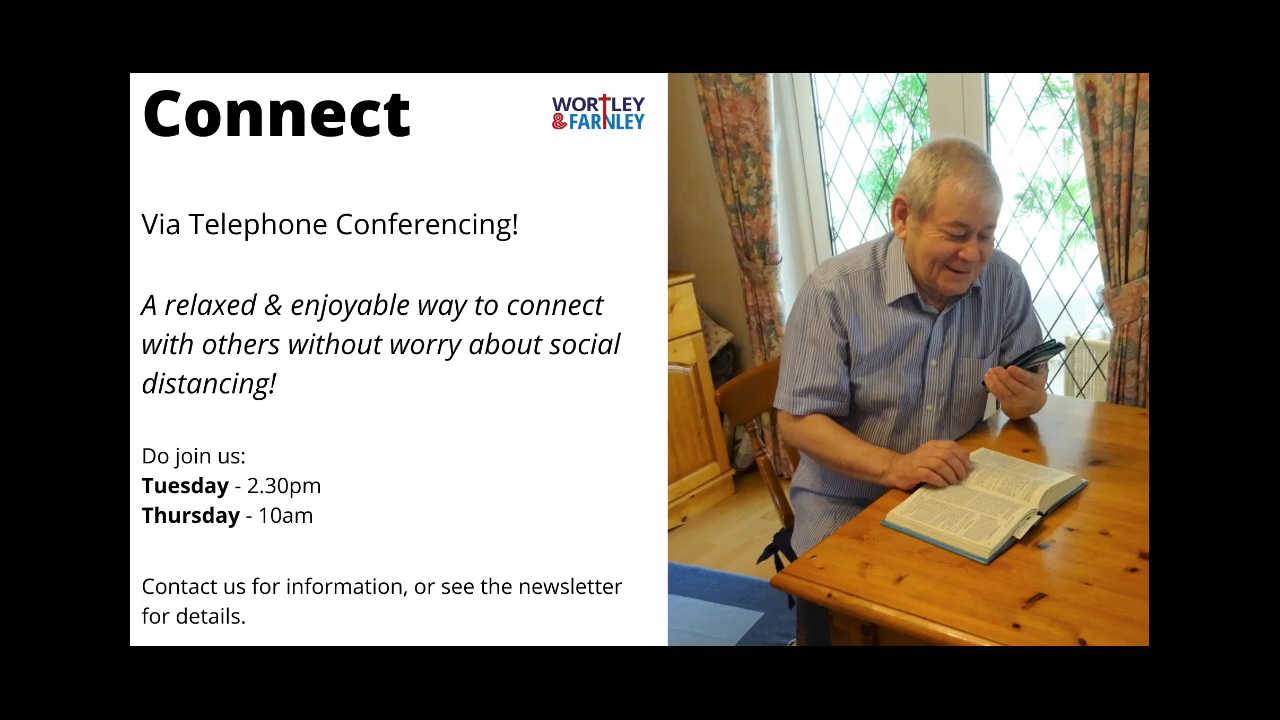 Connect
WORTLEY
&FARNLEY
Via Telephone Conferencing!
A relaxed & enjoyable way to connect
with others without worry about social
distancing!
Do join us:
Tuesday - 2.30pm
Thursday - 10am
Contact us for information, or see the newsletter
for details.